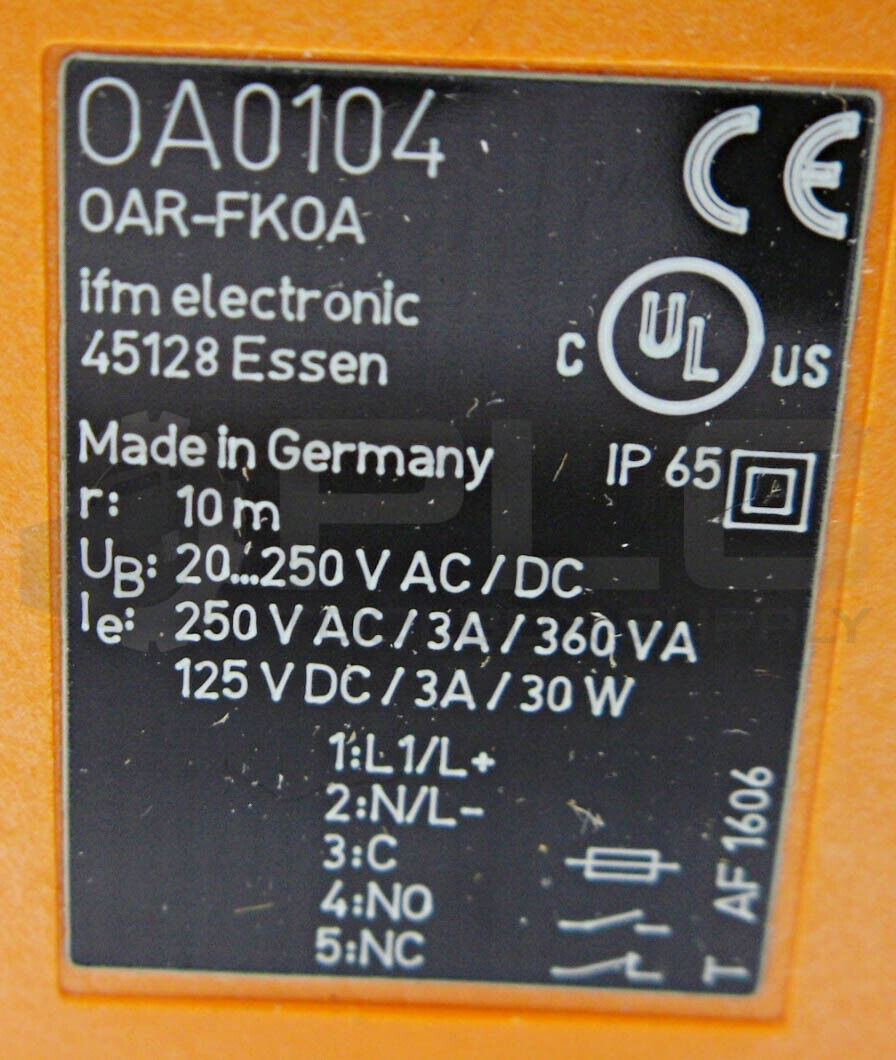 OA0104
OAR-FKOA
CE
ifm electronic
45128 Essen
C UL US
Made in Germany
IP 65
r: 10 m
UB: 20...250 V AC / DC
Ie: 250 V AC / 3A / 360 VA
125 V DC / 3A / 30 W
1:L1/L+
2:N/L-
3:C
4:NO
5:NC
T AF 1606
PLC